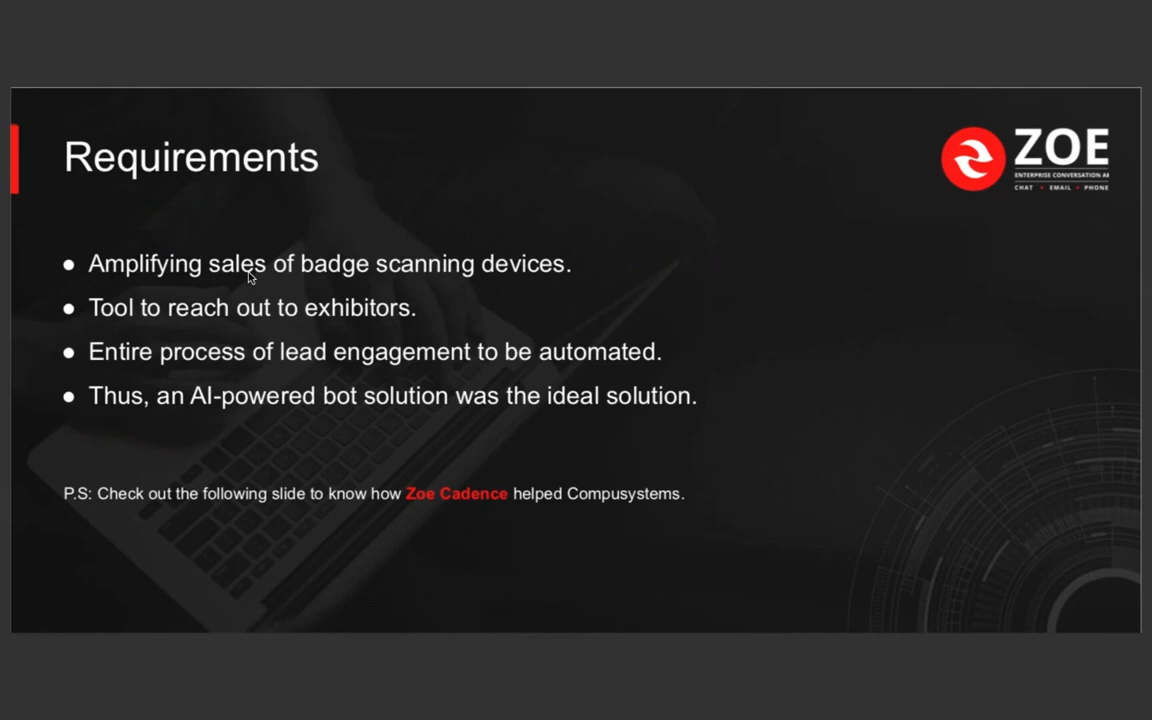 Requirements
ZOE
ENTERPRISE CONVERSATION AI
CHAT • EMAIL • PHONE
● Amplifying sales of badge scanning devices.
● Tool to reach out to exhibitors.
● Entire process of lead engagement to be automated.
● Thus, an AI-powered bot solution was the ideal solution.
P.S: Check out the following slide to know how Zoe Cadence helped Compusystems.